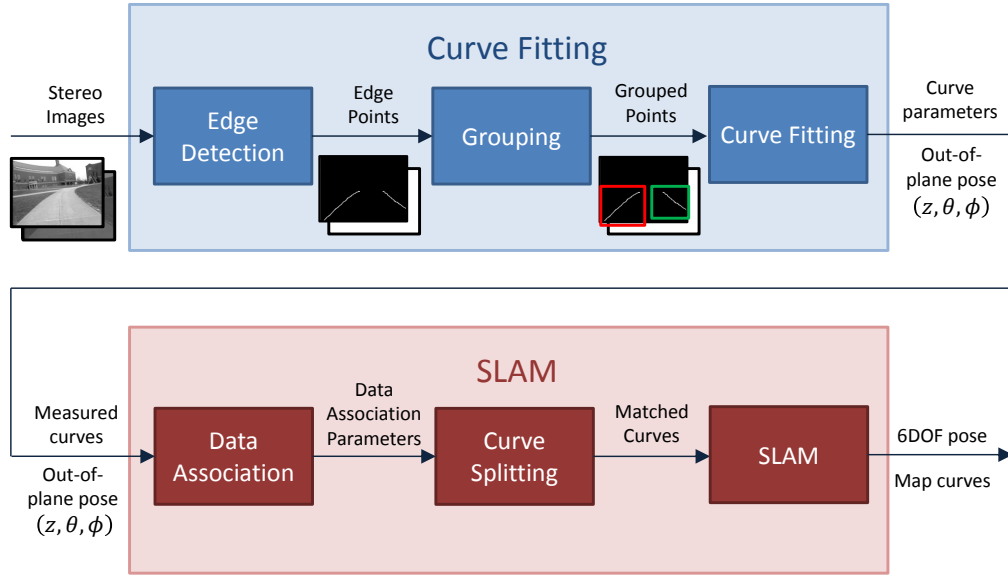 Curve Fitting
Stereo
Images
Edge
Detection
Edge
Points
Grouping
Grouped
Points
Curve Fitting
Curve
parameters
Out-of-
plane pose
(z, θ, ϕ)
SLAM
Measured
curves
Out-of-
plane pose
(z, θ, ϕ)
Data
Association
Data
Association
Parameters
Curve
Splitting
Matched
Curves
SLAM
6DOF pose
Map curves